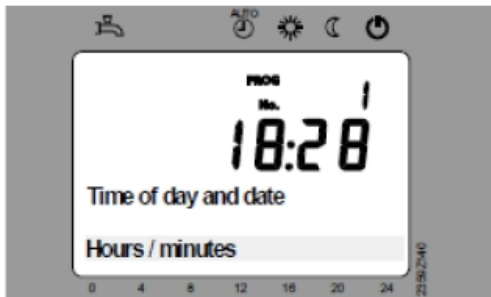 AUTO
PROG
No. 1
18:28
Time of day and date
Hours / minutes
0 4 8 12 16 20 24
2359Z540